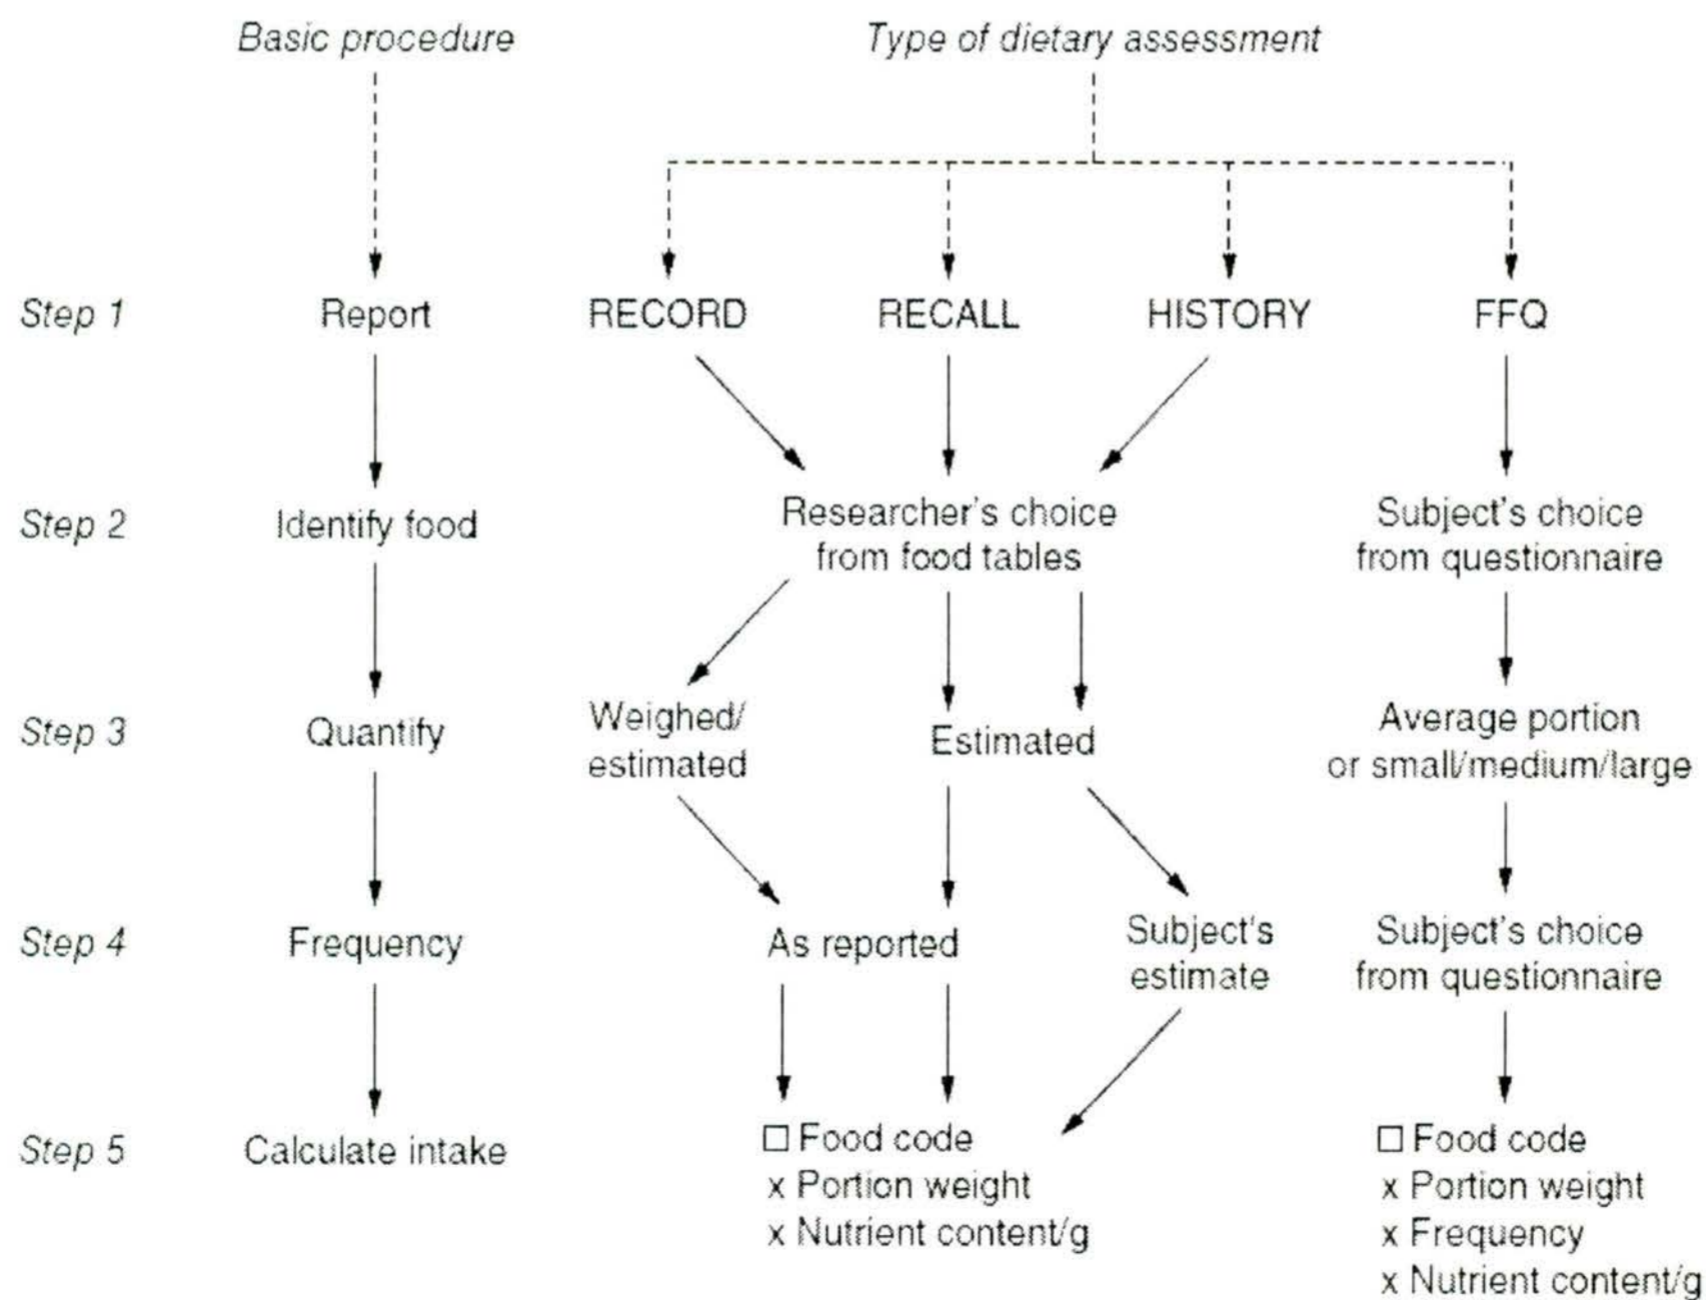 Basic procedure
Type of dietary assessment
Step 1
Report
RECORD
RECALL
HISTORY
FFQ
Step 2
Identify food
Researcher's choice
from food tables
Subject's choice
from questionnaire
Step 3
Quantify
Weighed/
estimated
Estimated
Average portion
or small/medium/large
Step 4
Frequency
As reported
Subject's
estimate
Subject's choice
from questionnaire
Step 5
Calculate intake
□ Food code
x Portion weight
x Nutrient content/g
□ Food code
x Portion weight
x Frequency
x Nutrient content/g